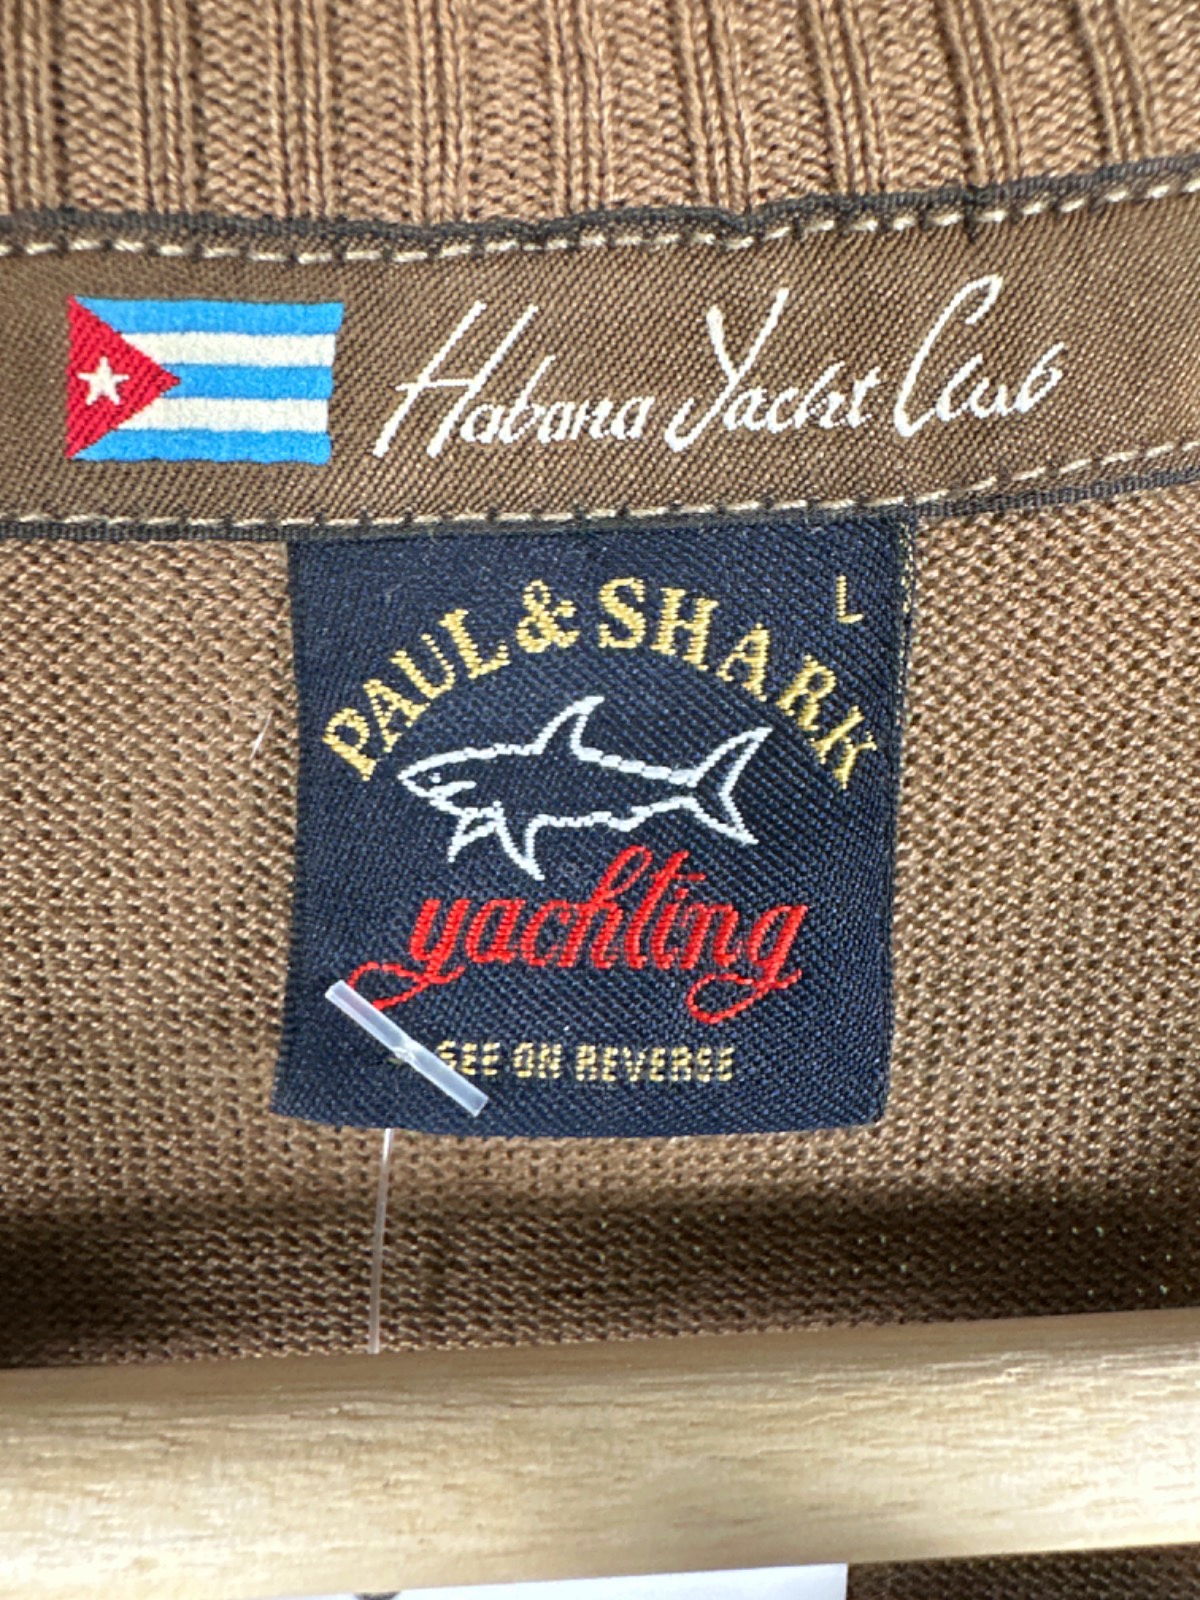 Habana Yacht Club
L
PAUL & SHARK
yachting
SEE ON REVERSE